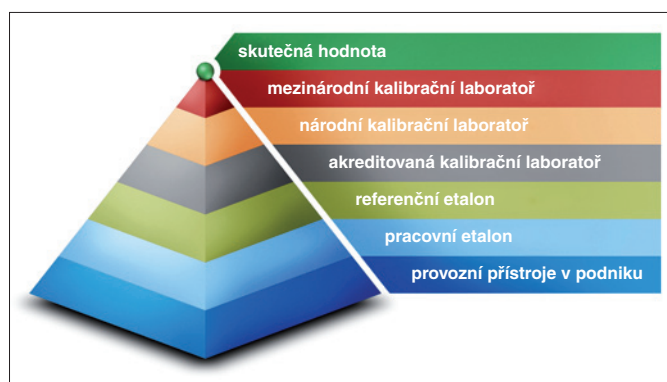 skutečná hodnota
mezinárodní kalibrační laboratoř
národní kalibrační laboratoř
akreditovaná kalibrační laboratoř
referenční etalon
pracovní etalon
provozní přístroje v podniku